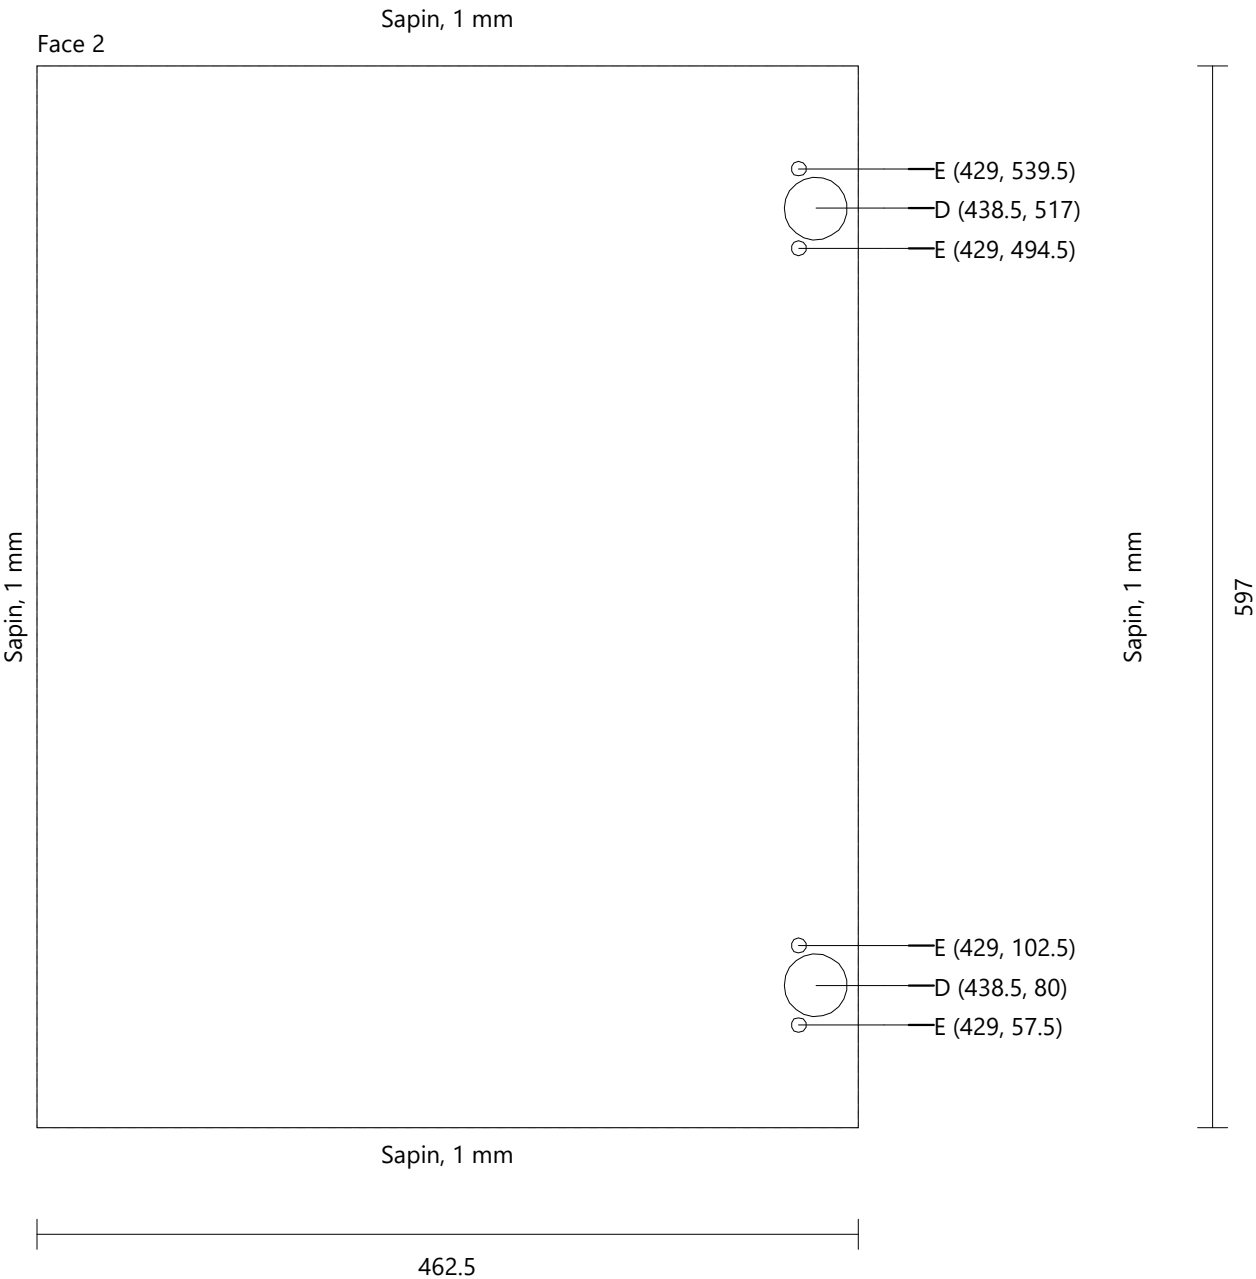 Sapin, 1 mm
Face 2
E (429, 539.5)
D (438.5, 517)
E (429, 494.5)
Sapin, 1 mm
Sapin, 1 mm
597
E (429, 102.5)
D (438.5, 80)
E (429, 57.5)
Sapin, 1 mm
462.5